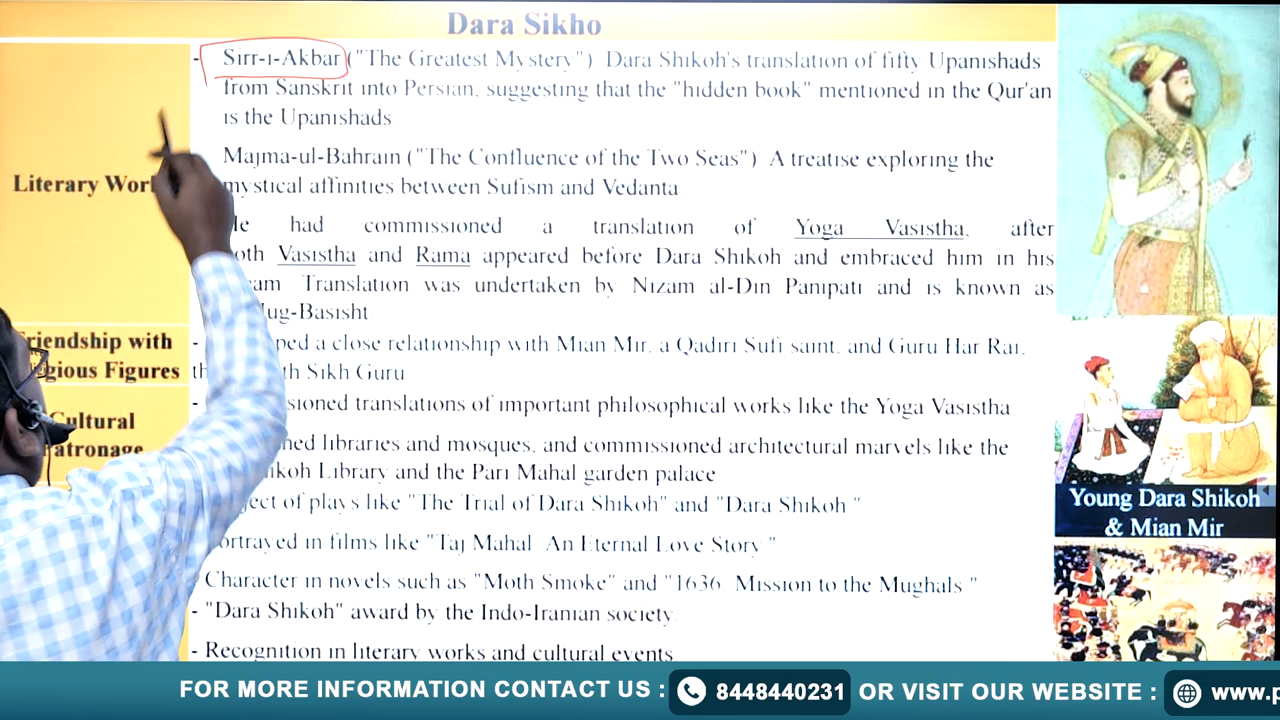 Dara Sikho
- Sirr-i-Akbar ("The Greatest Mystery") Dara Shikoh's translation of fifty Upanishads
from Sanskrit into Persian, suggesting that the "hidden book" mentioned in the Qur'an
is the Upanishads
Majma-ul-Bahrain ("The Confluence of the Two Seas") A treatise exploring the
Literary
mystical affinities between Sufism and Vedanta
had commissioned a translation of Yoga Vasistha, after
Vasistha and Rama appeared before Dara Shikoh and embraced him in his
Translation was undertaken by Nizam al-Din Panipati and is known as
Friendship with
Figures
- a close relationship with Mian Mir, a Qadiri Sufi saint, and Guru Har Rai,
Sikh Guru
Cultural
- translations of important philosophical works like the Yoga Vasistha
libraries and mosques, and commissioned architectural marvels like the
Library and the Pari Mahal garden palace
of plays like "The Trial of Dara Shikoh" and "Dara Shikoh "
in films like "Taj Mahal An Eternal Love Story "
Character in novels such as "Moth Smoke" and "1636 Mission to the Mughals "
- "Dara Shikoh" award by the Indo-Iranian society
- Recognition in literary works and cultural events
Young Dara Shikoh
& Mian Mir
FOR MORE INFORMATION CONTACT US : 8448440231 OR VISIT OUR WEBSITE : www.